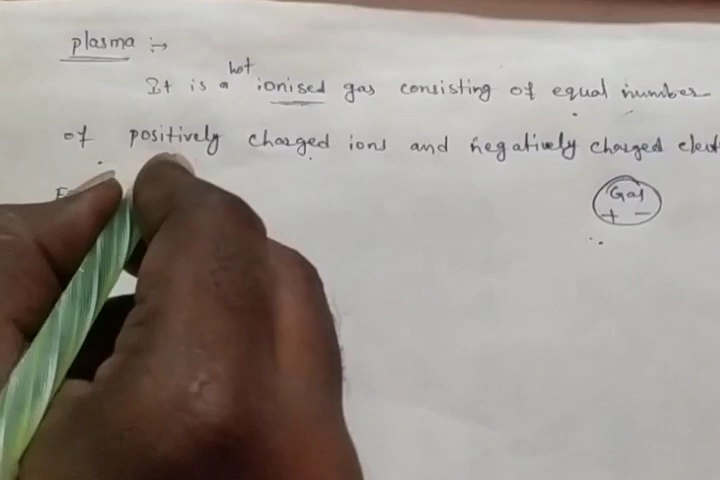 plasma :→
It is a hot ionised gas consisting of equal number
of positively charged ions and negatively charged elect
Gas
+ −